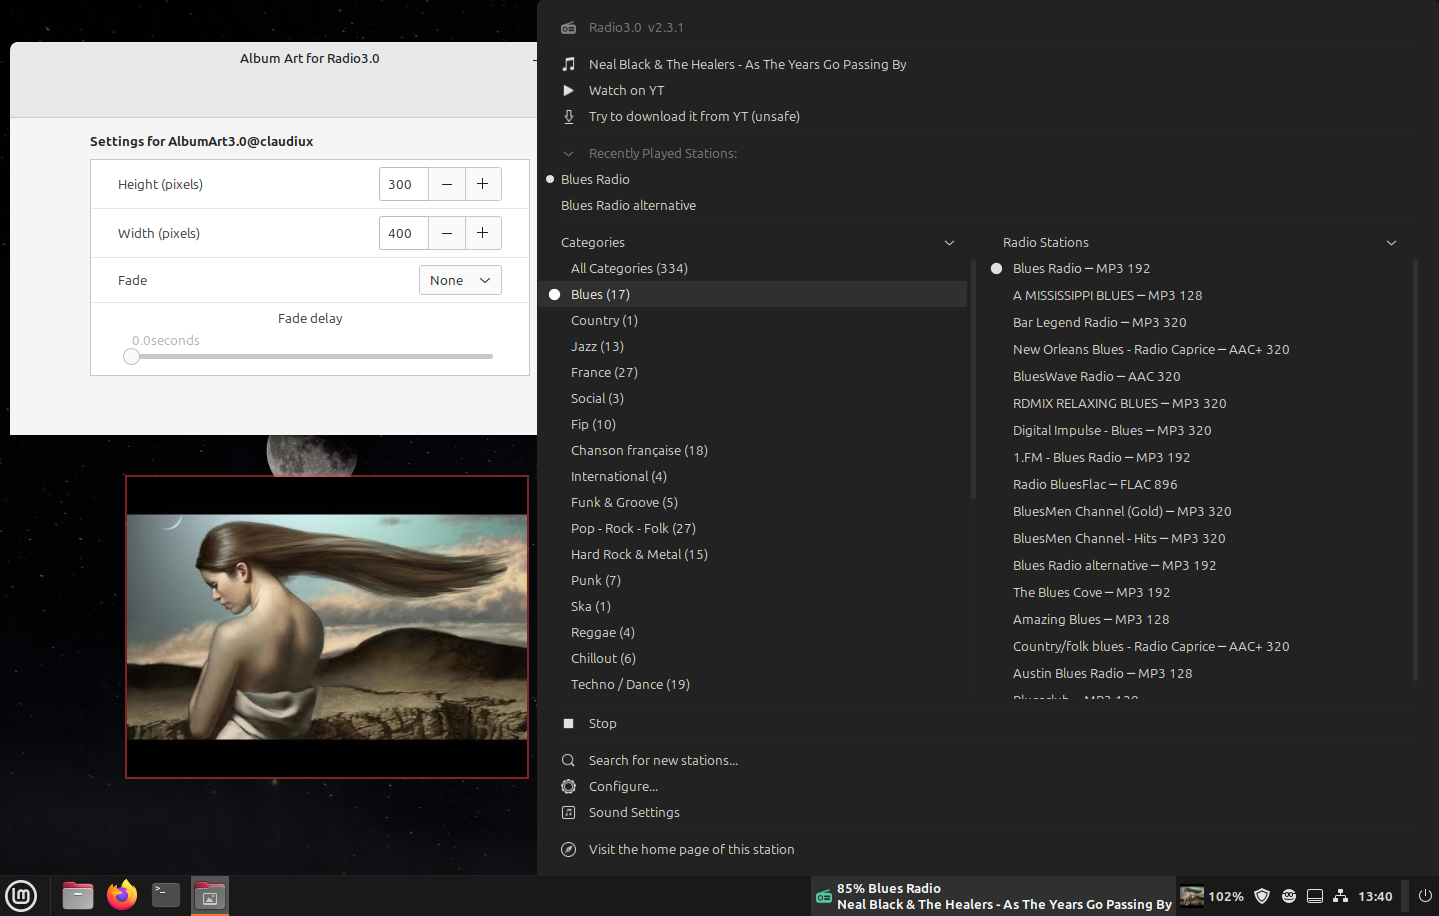 Album Art for Radio3.0
Settings for AlbumArt3.0@claudiux
Height (pixels)
300
Width (pixels)
400
Fade
None
Fade delay
0.0seconds
Radio3.0 v2.3.1
Neal Black & The Healers - As The Years Go Passing By
Watch on YT
Try to download it from YT (unsafe)
Recently Played Stations:
Blues Radio
Blues Radio alternative
Categories
All Categories (334)
Blues (17)
Country (1)
Jazz (13)
France (27)
Social (3)
Fip (10)
Chanson française (18)
International (4)
Funk & Groove (5)
Pop - Rock - Folk (27)
Hard Rock & Metal (15)
Punk (7)
Ska (1)
Reggae (4)
Chillout (6)
Techno / Dance (19)
Radio Stations
Blues Radio — MP3 192
A MISSISSIPPI BLUES — MP3 128
Bar Legend Radio — MP3 320
New Orleans Blues - Radio Caprice — AAC+ 320
BluesWave Radio — AAC 320
RDMIX RELAXING BLUES — MP3 320
Digital Impulse - Blues — MP3 320
1.FM - Blues Radio — MP3 192
Radio BluesFlac — FLAC 896
BluesMen Channel (Gold) — MP3 320
BluesMen Channel - Hits — MP3 320
Blues Radio alternative — MP3 192
The Blues Cove — MP3 192
Amazing Blues — MP3 128
Country/folk blues - Radio Caprice — AAC+ 320
Austin Blues Radio — MP3 128
Bluesclub — MP3 128
Stop
Search for new stations...
Configure...
Sound Settings
Visit the home page of this station
85% Blues Radio
Neal Black & The Healers - As The Years Go Passing By
102%
13:40